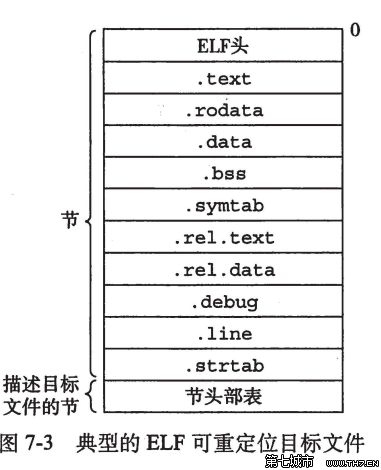 0
ELF头
.text
.rodata
.data
.bss
.symtab
节
.rel.text
.rel.data
.debug
.line
.strtab
描述目标
文件的节
节头部表
图 7-3 典型的 ELF 可重定位目标文件
第七城市 www.TH7.CN